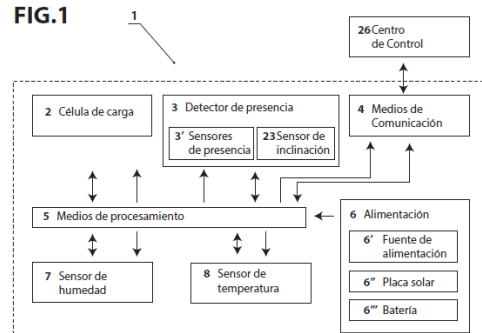 FIG.1
1
26 Centro
de Control
2 Célula de carga
3 Detector de presencia
3' Sensores
de presencia
23 Sensor de
inclinación
4 Medios de
Comunicación
5 Medios de procesamiento
6 Alimentación
6' Fuente de
alimentación
6" Placa solar
6"' Batería
7 Sensor de
humedad
8 Sensor de
temperatura